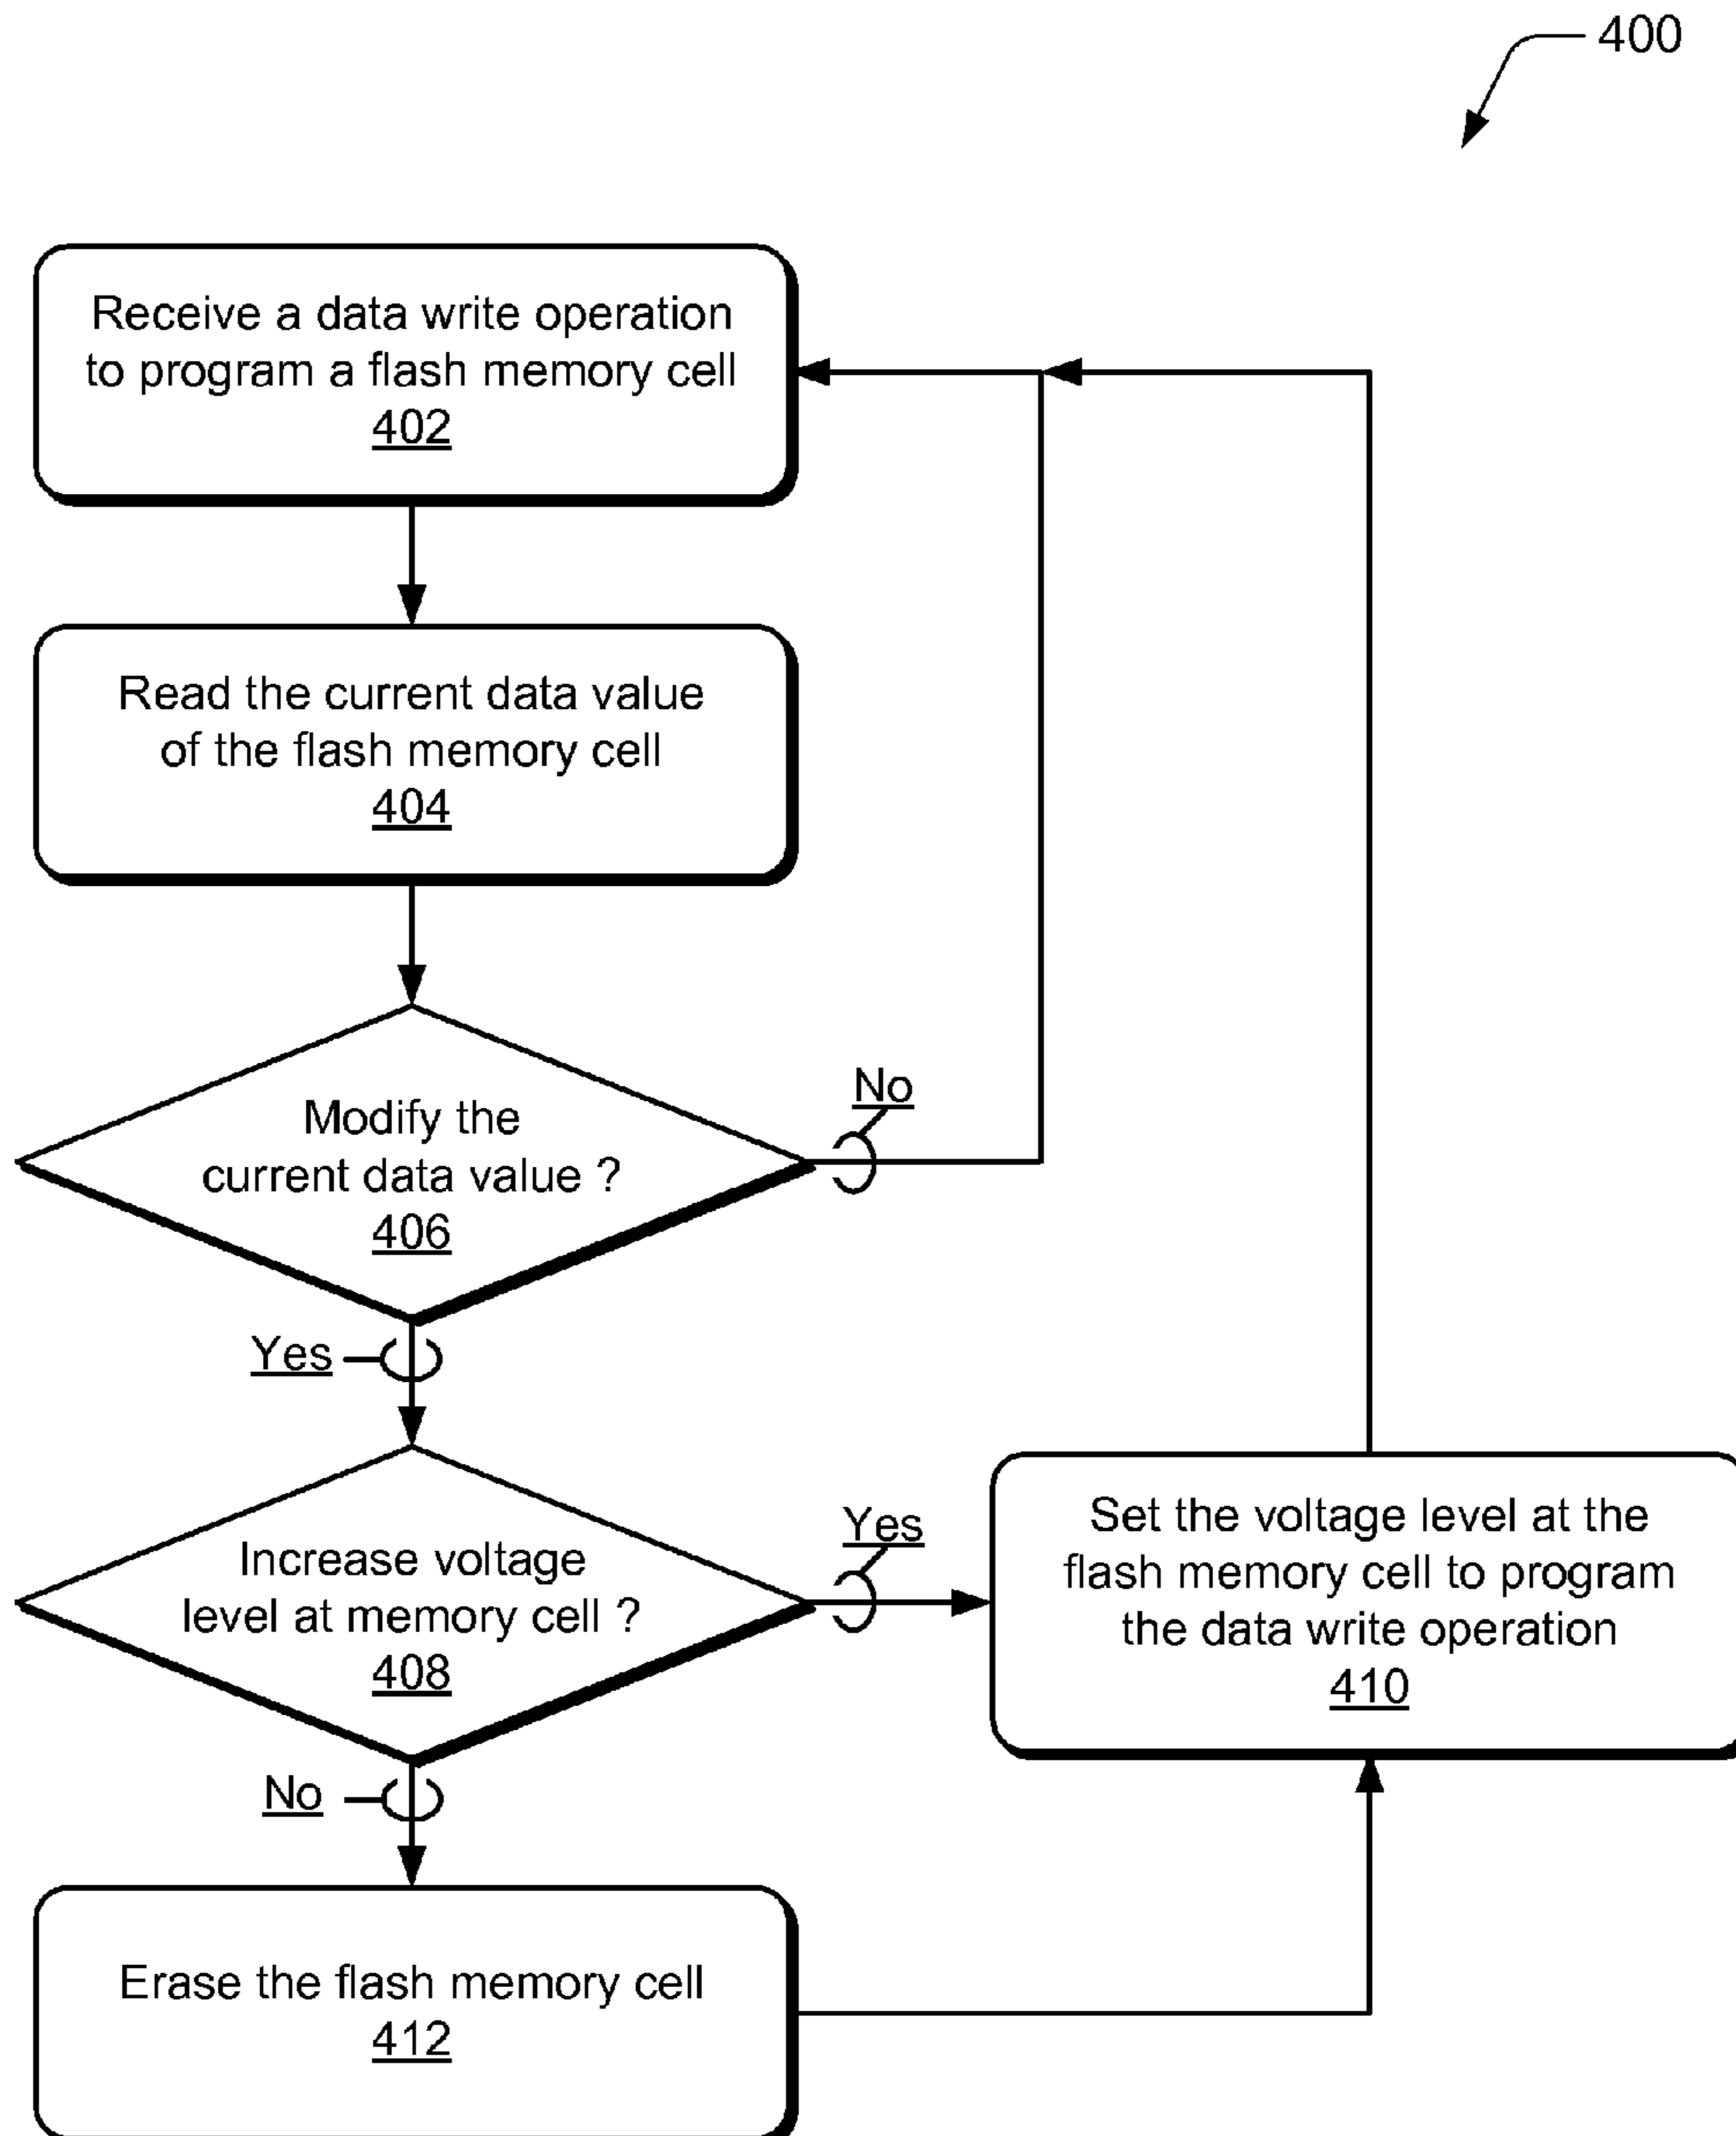 400
Receive a data write operation
to program a flash memory cell
402
Read the current data value
of the flash memory cell
404
Modify the
current data value ?
406
No
Yes
Increase voltage
level at memory cell ?
408
Yes
Set the voltage level at the
flash memory cell to program
the data write operation
410
No
Erase the flash memory cell
412